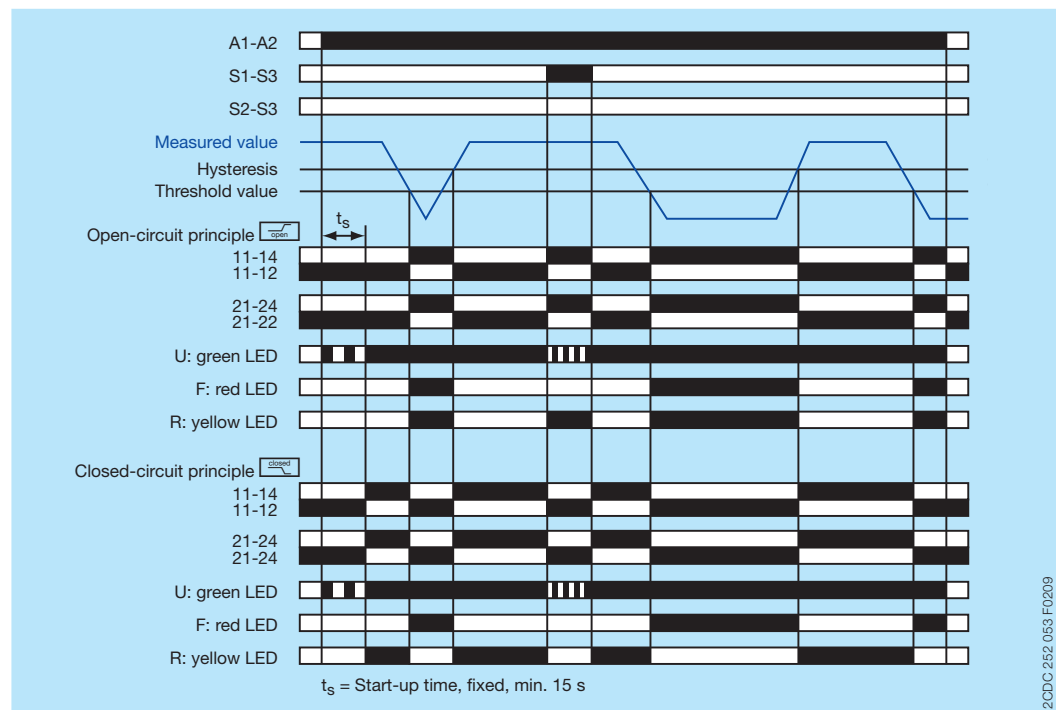 A1-A2
S1-S3
S2-S3
Measured value
Hysteresis
Threshold value
ts
Open-circuit principle open
11-14
11-12
21-24
21-22
U: green LED
F: red LED
R: yellow LED
Closed-circuit principle closed
11-14
11-12
21-24
21-24
U: green LED
F: red LED
R: yellow LED
ts = Start-up time, fixed, min. 15 s
2CDC 252 053 F0209